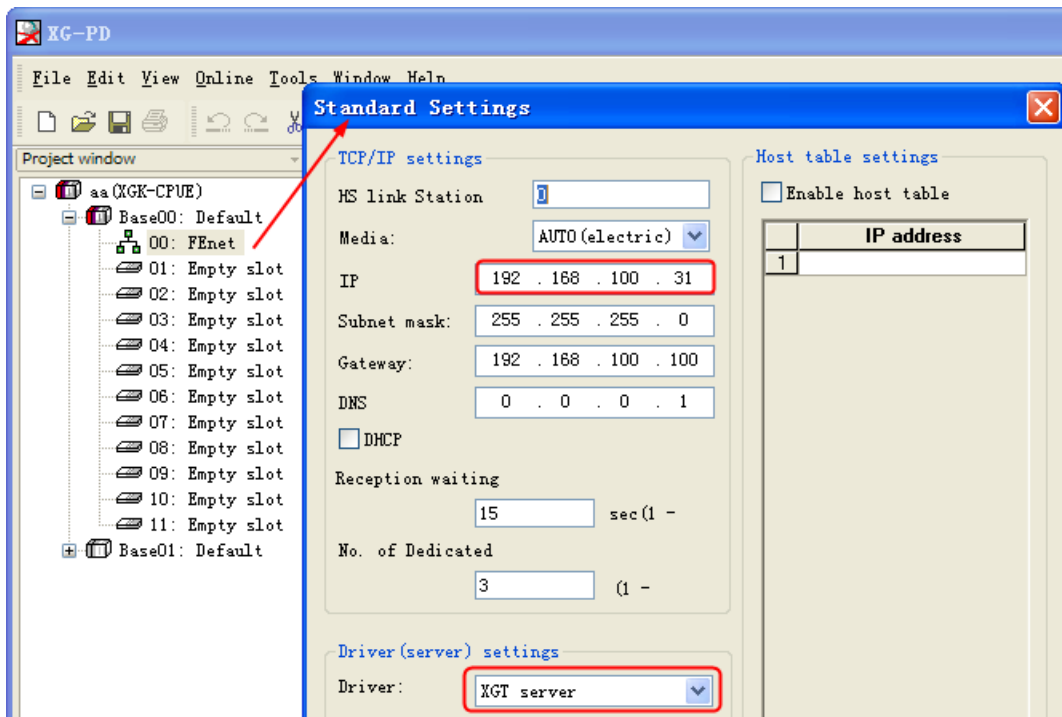 XG-PD
File Edit View Online Tools Window Help
Project window
aa(XGK-CPUE)
Base00: Default
00: FEnet
01: Empty slot
02: Empty slot
03: Empty slot
04: Empty slot
05: Empty slot
06: Empty slot
07: Empty slot
08: Empty slot
09: Empty slot
10: Empty slot
11: Empty slot
Base01: Default
Standard Settings
TCP/IP settings
HS link Station 0
Media: AUTO(electric)
IP 192 . 168 . 100 . 31
Subnet mask: 255 . 255 . 255 . 0
Gateway: 192 . 168 . 100 . 100
DNS 0 . 0 . 0 . 1
DHCP
Reception waiting
15 sec(1 -
No. of Dedicated
3 (1 -
Driver(server) settings
Driver: XGT server
Host table settings
Enable host table
IP address
1